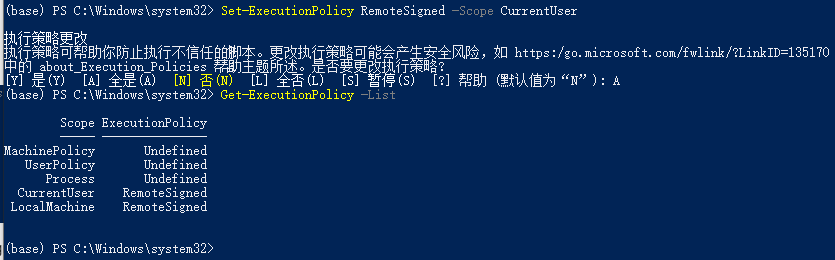 (base) PS C:\Windows\system32> Set-ExecutionPolicy RemoteSigned -Scope CurrentUser
执行策略更改
执行策略可帮助你防止执行不信任的脚本。更改执行策略可能会产生安全风险，如 https:/go.microsoft.com/fwlink/?LinkID=135170
中的 about_Execution_Policies 帮助主题所述。是否要更改执行策略?
[Y] 是(Y)  [A] 全是(A)  [N] 否(N)  [L] 全否(L)  [S] 暂停(S)  [?] 帮助 (默认值为“N”): A
(base) PS C:\Windows\system32> Get-ExecutionPolicy -List
Scope ExecutionPolicy
----- ---------------
MachinePolicy Undefined
UserPolicy Undefined
Process Undefined
CurrentUser RemoteSigned
LocalMachine RemoteSigned
(base) PS C:\Windows\system32>